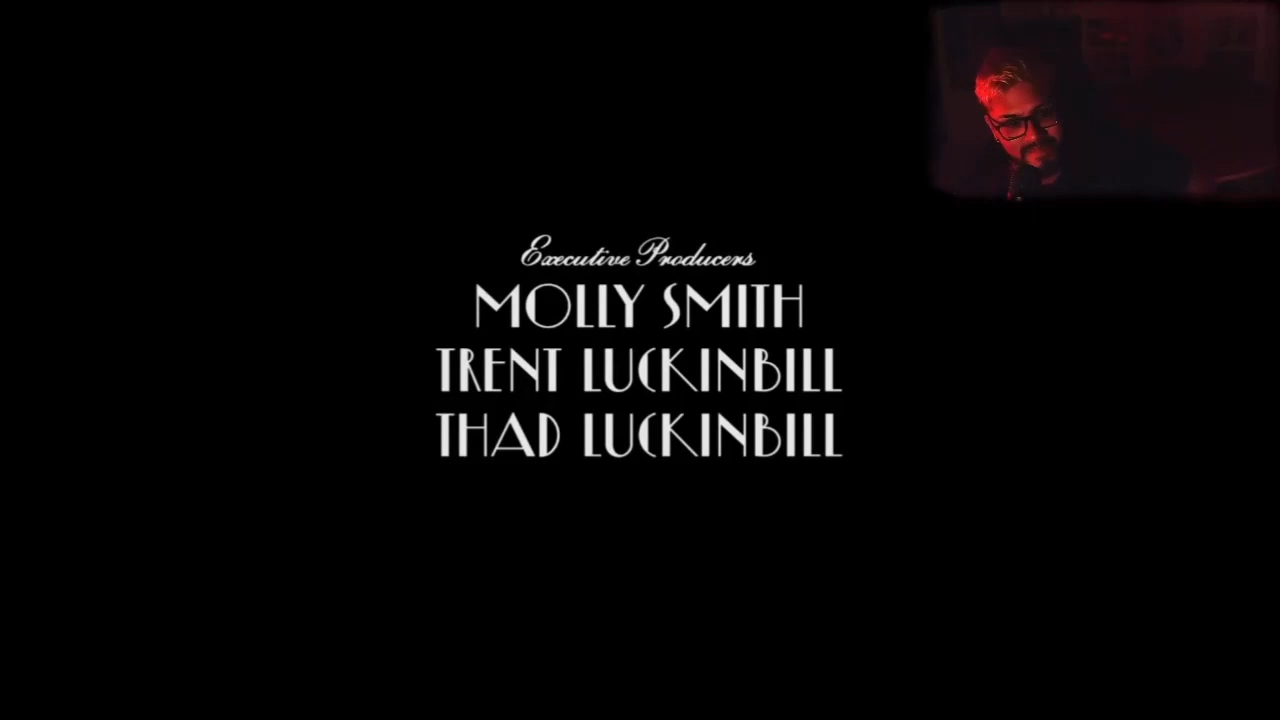 Executive Producers
MOLLY SMITH
TRENT LUCKINBILL
THAD LUCKINBILL